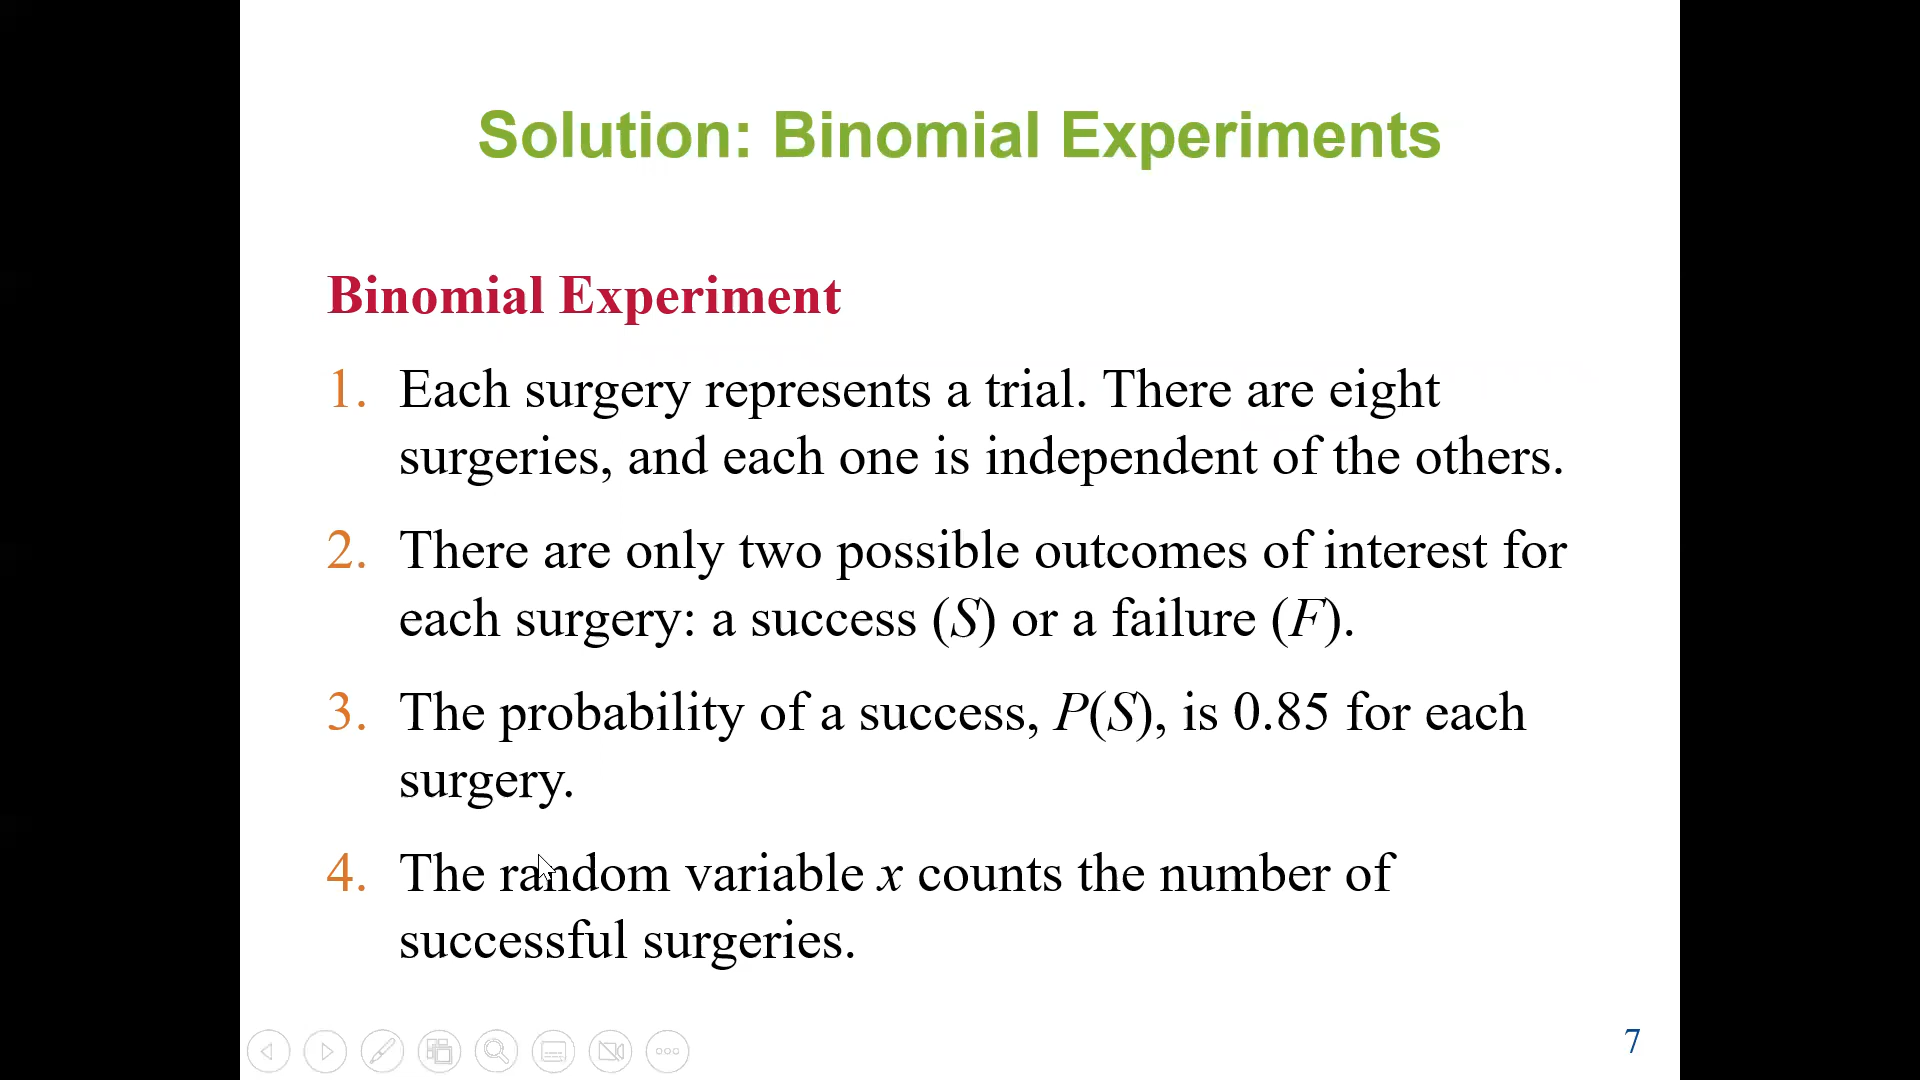 Solution: Binomial Experiments
Binomial Experiment
1. Each surgery represents a trial. There are eight
surgeries, and each one is independent of the others.
2. There are only two possible outcomes of interest for
each surgery: a success (S) or a failure (F).
3. The probability of a success, P(S), is 0.85 for each
surgery.
4. The random variable x counts the number of
successful surgeries.
7